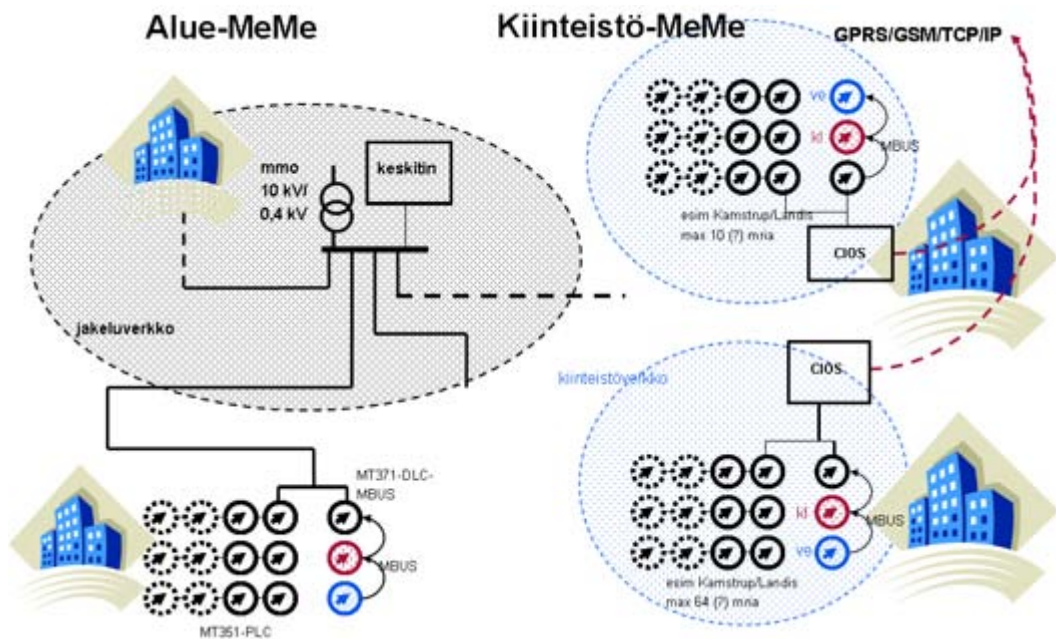 Alue-MeMe
Kiinteistö-MeMe
GPRS/GSM/TCP/IP
mmo
10 kV/
0,4 kV
keskitin
jakeluverkko
ve
kl
MBUS
esim Kamstrup/Landis
max 10 (?) mria
CIOS
CIOS
kiinteistöverkko
MT371-DLC-
MBUS
MBUS
MT351-PLC
kl
MBUS
ve
esim Kamstrup/Landis
max 64 (?) mria